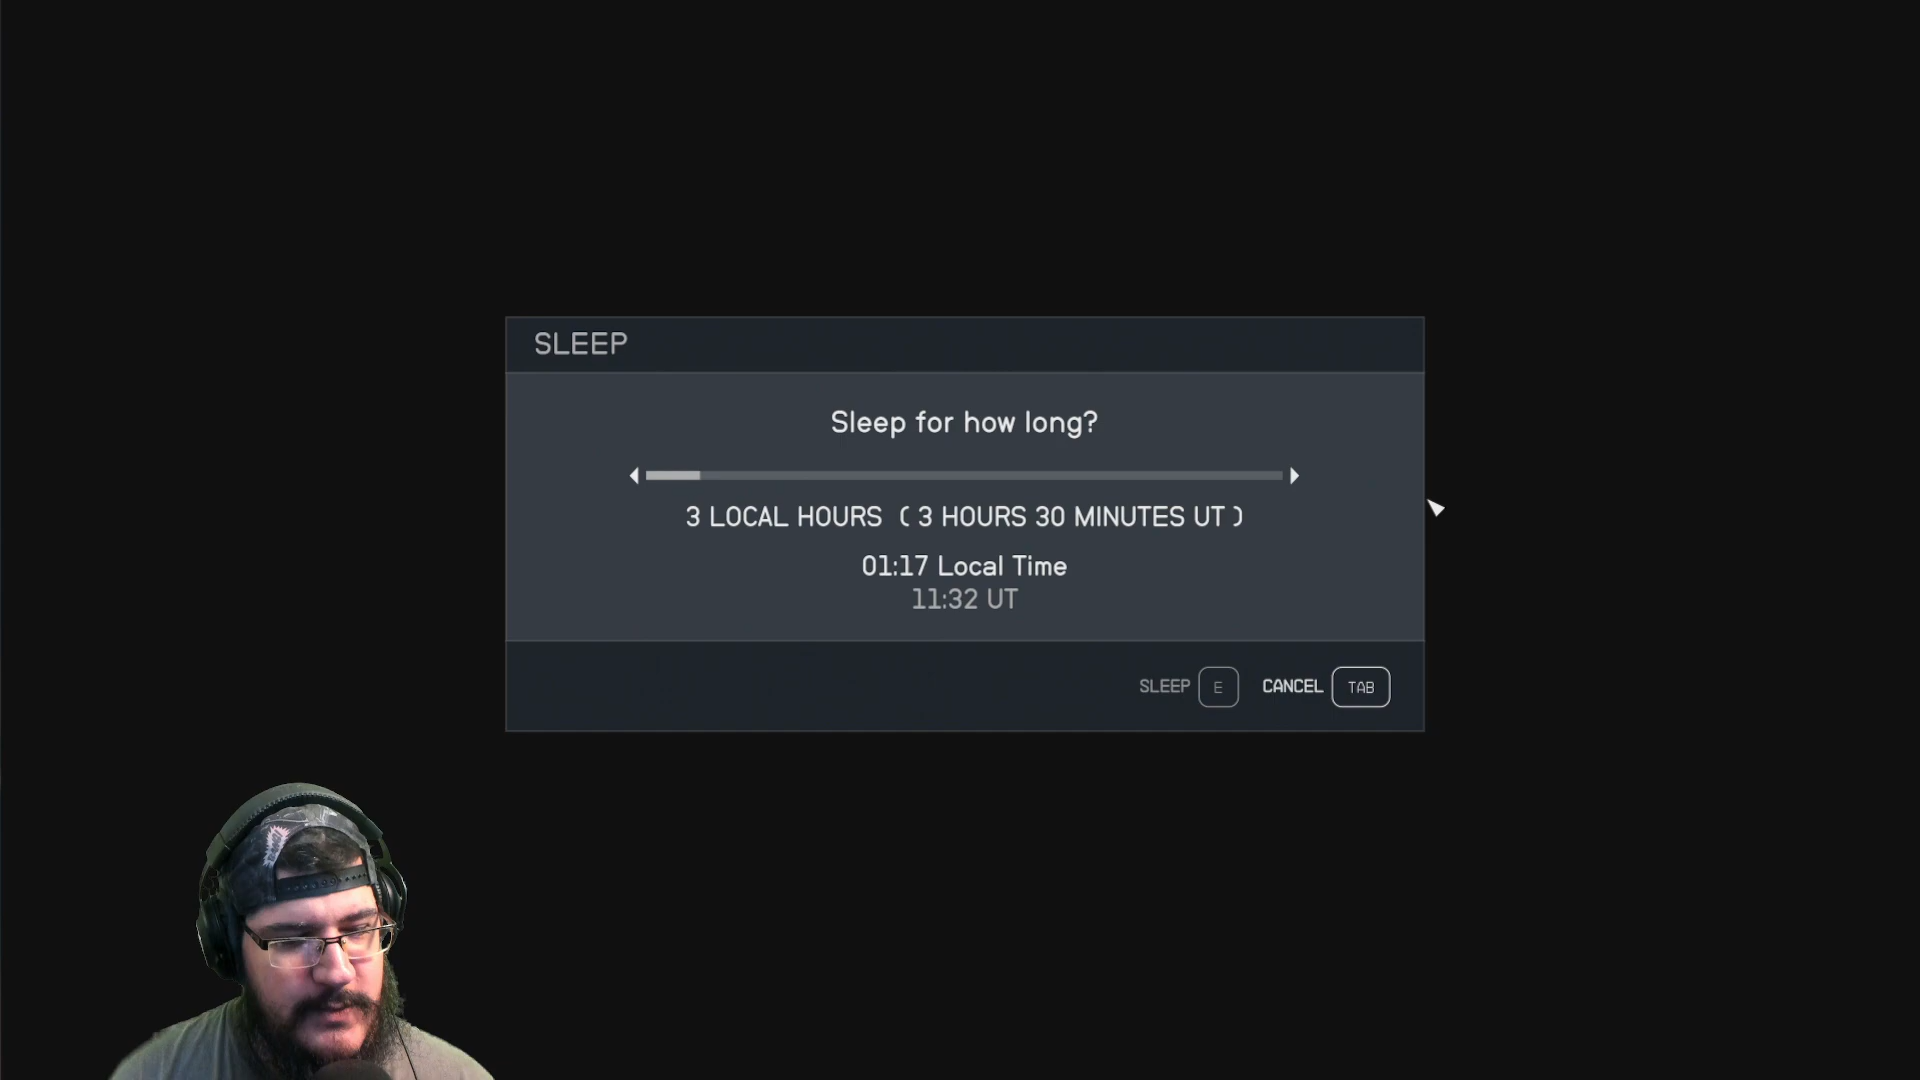 SLEEP
Sleep for how long?
3 LOCAL HOURS ( 3 HOURS 30 MINUTES UT )
01:17 Local Time
11:32 UT
SLEEP E CANCEL TAB